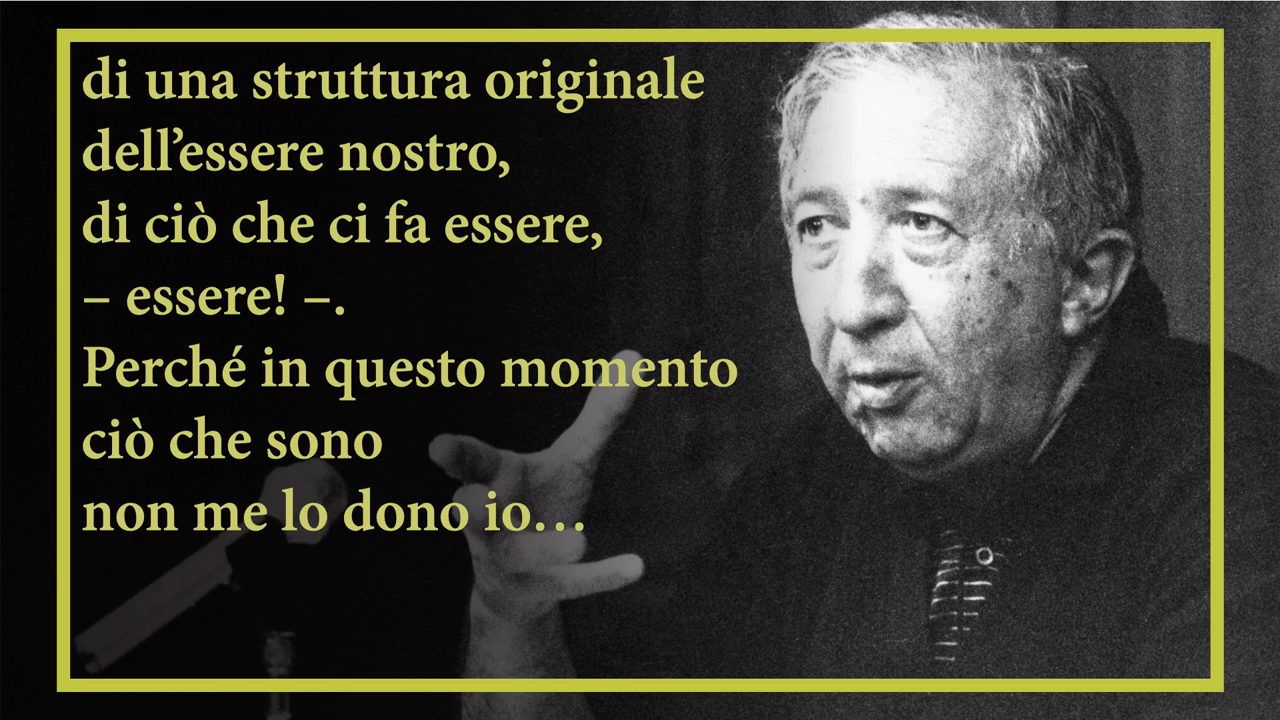 di una struttura originale
dell’essere nostro,
di ciò che ci fa essere,
– essere! –.
Perché in questo momento
ciò che sono
non me lo dono io…